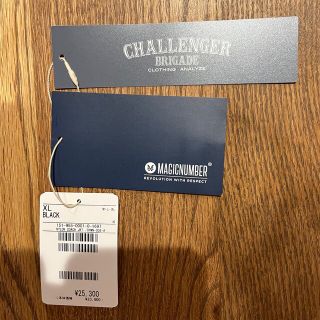 CHALLENGER
BRIGADE
CLOTHING ANALYZE
MAGICNUMBER
REVOLUTION WITH RESPECT
XL
BLACK
¥25,300